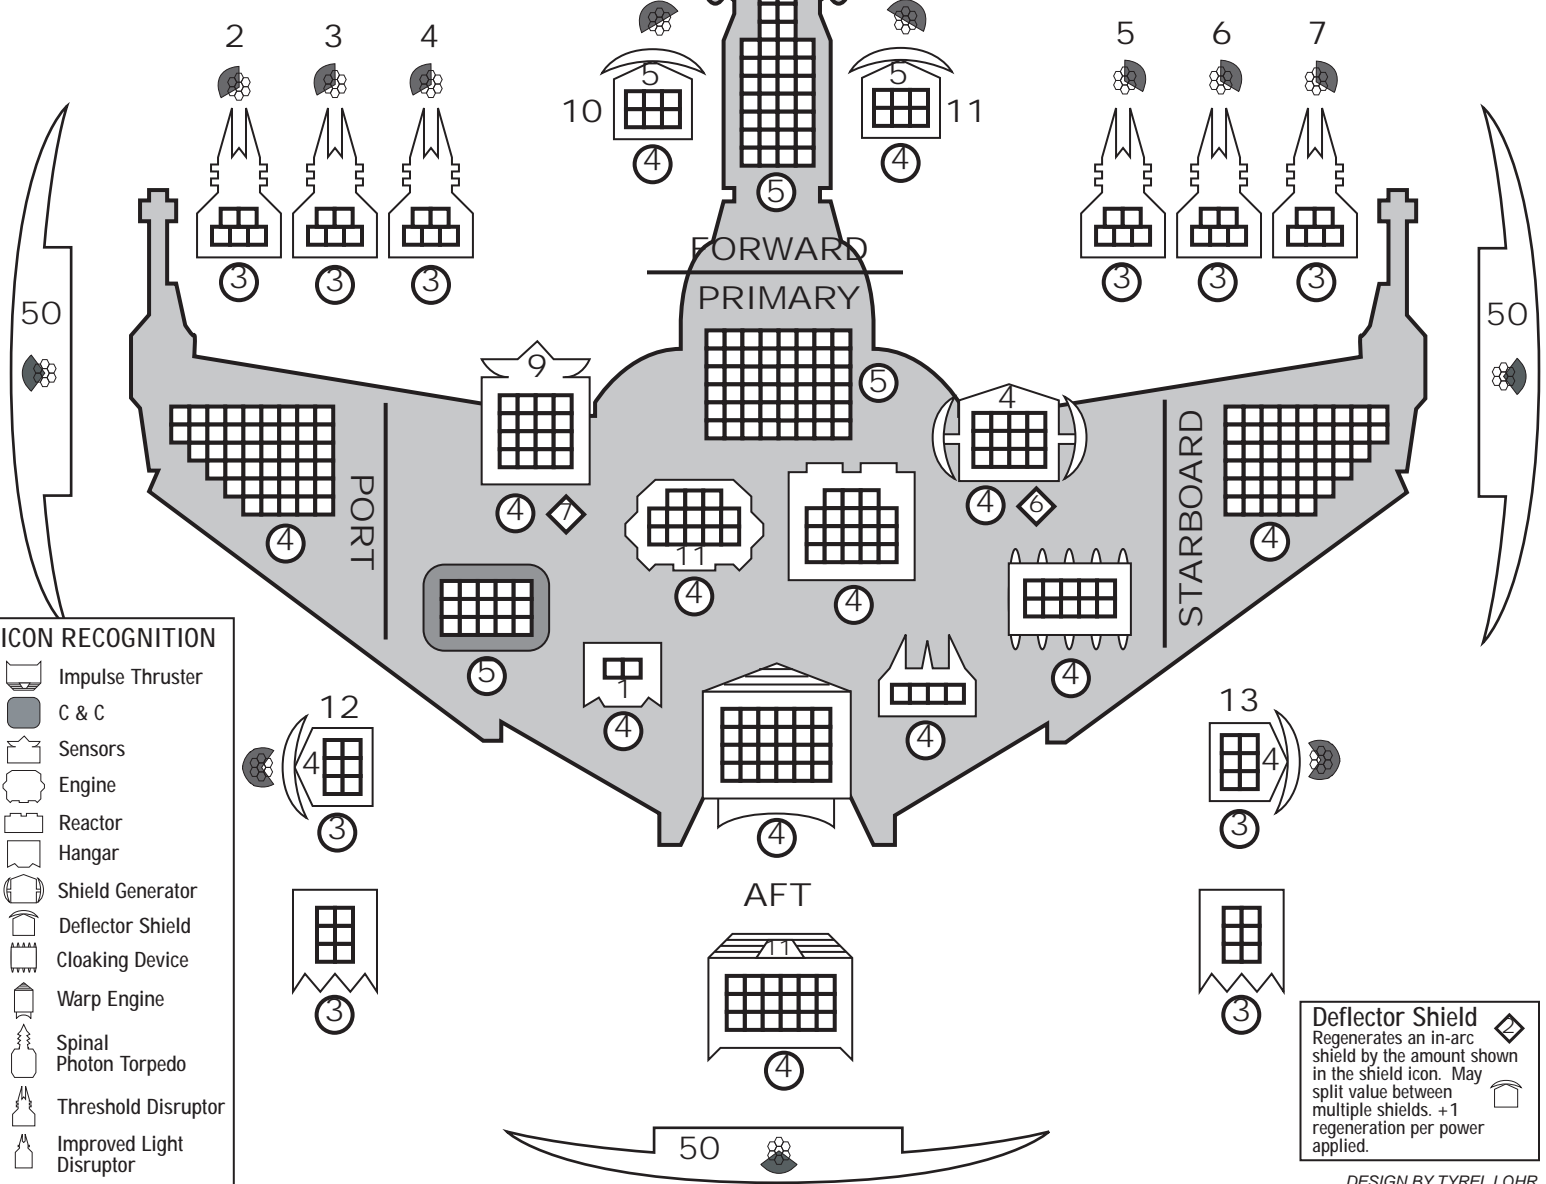 2 3 4
5 6 7
5
5
10
11
4
4
5
3 3 3
3 3 3
FORWARD
PRIMARY
50
50
9
5
4
4 7
4 6
PORT
STARBOARD
4
4
11
4
4
5
4
1
4
4
4
12
13
4
4
3
3
AFT
3
3
11
4
50
ICON RECOGNITION
Impulse Thruster
C & C
Sensors
Engine
Reactor
Hangar
Shield Generator
Deflector Shield
Cloaking Device
Warp Engine
Spinal
Photon Torpedo
Threshold Disruptor
Improved Light
Disruptor
Deflector Shield 2
Regenerates an in-arc
shield by the amount shown
in the shield icon. May
split value between
multiple shields. +1
regeneration per power
applied.
DESIGN BY TYREL LOHR